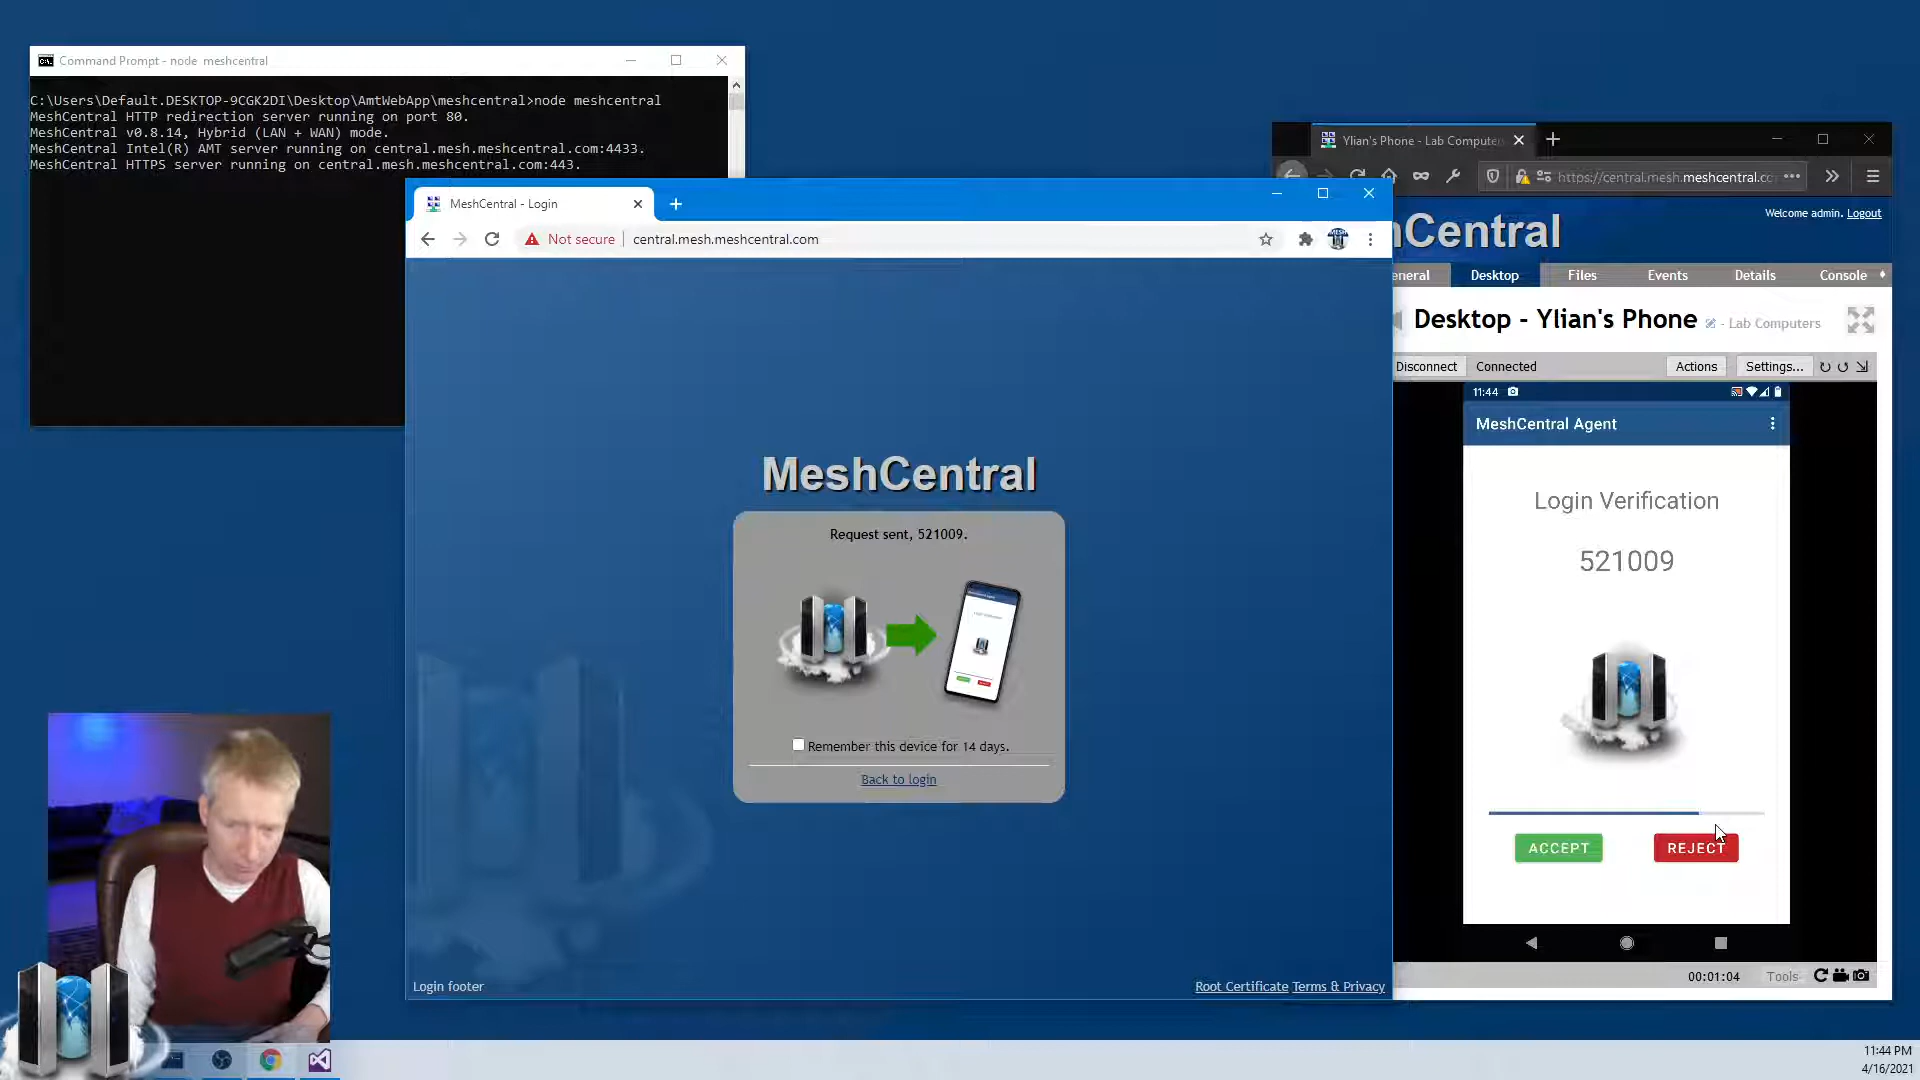 Command Prompt - node meshcentral
C:\Users\Default.DESKTOP-9CGK2DI\Desktop\AmtWebApp\meshcentral>node meshcentral
MeshCentral HTTP redirection server running on port 80.
MeshCentral v0.8.14, Hybrid (LAN + WAN) mode.
MeshCentral Intel(R) AMT server running on central.mesh.meshcentral.com:4433.
MeshCentral HTTPS server running on central.mesh.meshcentral.com:443.
MeshCentral - Login
Not secure
central.mesh.meshcentral.com
MeshCentral
Request sent, 521009.
Remember this device for 14 days.
Back to login
Login footer
Root Certificate Terms & Privacy
Ylian's Phone - Lab Computers
https://central.mesh.meshcentral.cc
Welcome admin. Logout
nCentral
eneral
Desktop
Files
Events
Details
Console
Desktop - Ylian's Phone - Lab Computers
Disconnect
Connected
Actions
Settings...
11:44
MeshCentral Agent
Login Verification
521009
ACCEPT
REJECT
00:01:04
Tools
11:44 PM
4/16/2021